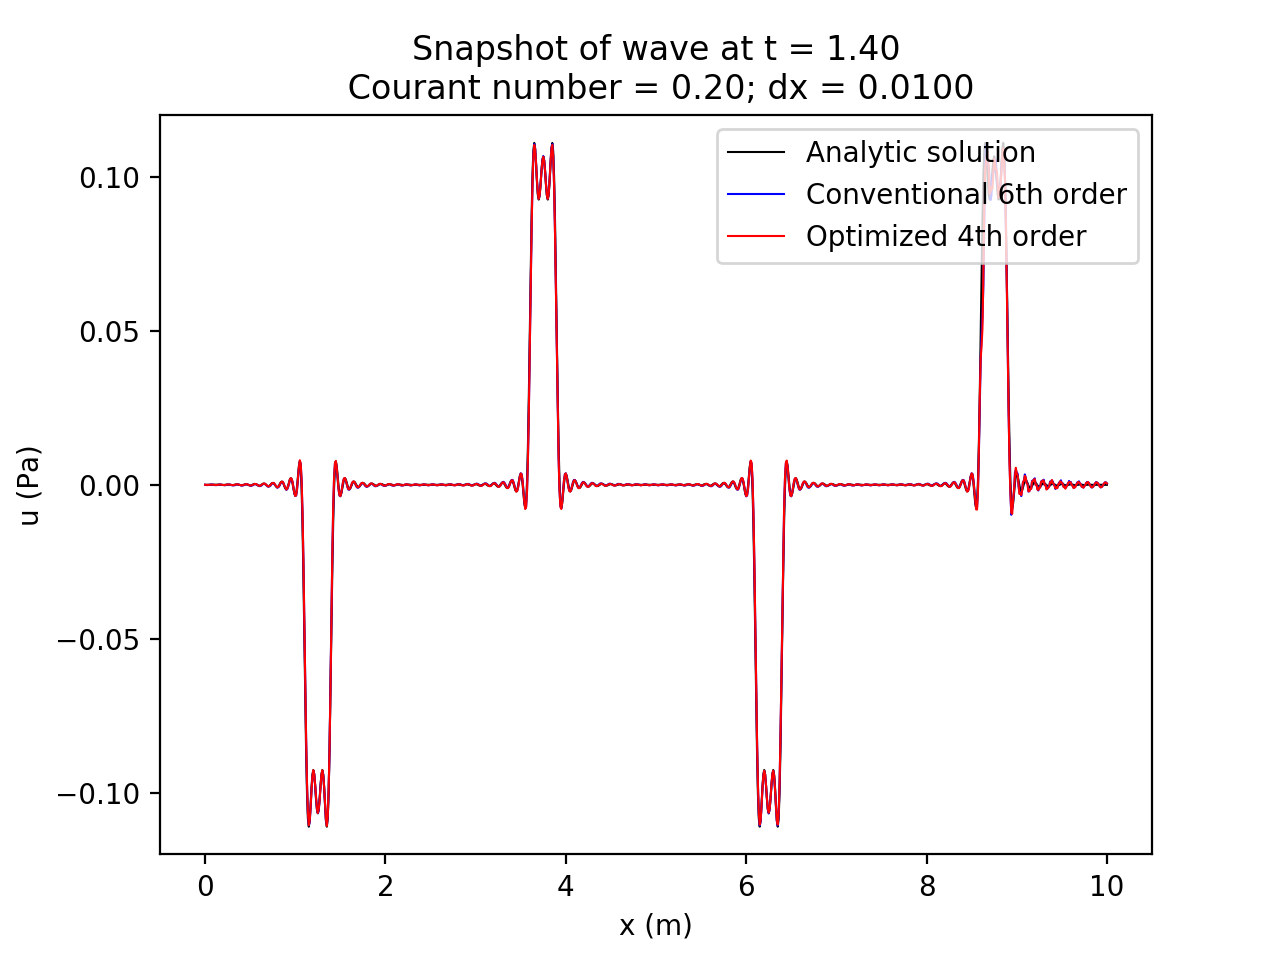 Snapshot of wave at t = 1.40
Courant number = 0.20; dx = 0.0100
Analytic solution
Conventional 6th order
Optimized 4th order
0.10
0.05
0.00
−0.05
−0.10
u (Pa)
0 2 4 6 8 10
x (m)